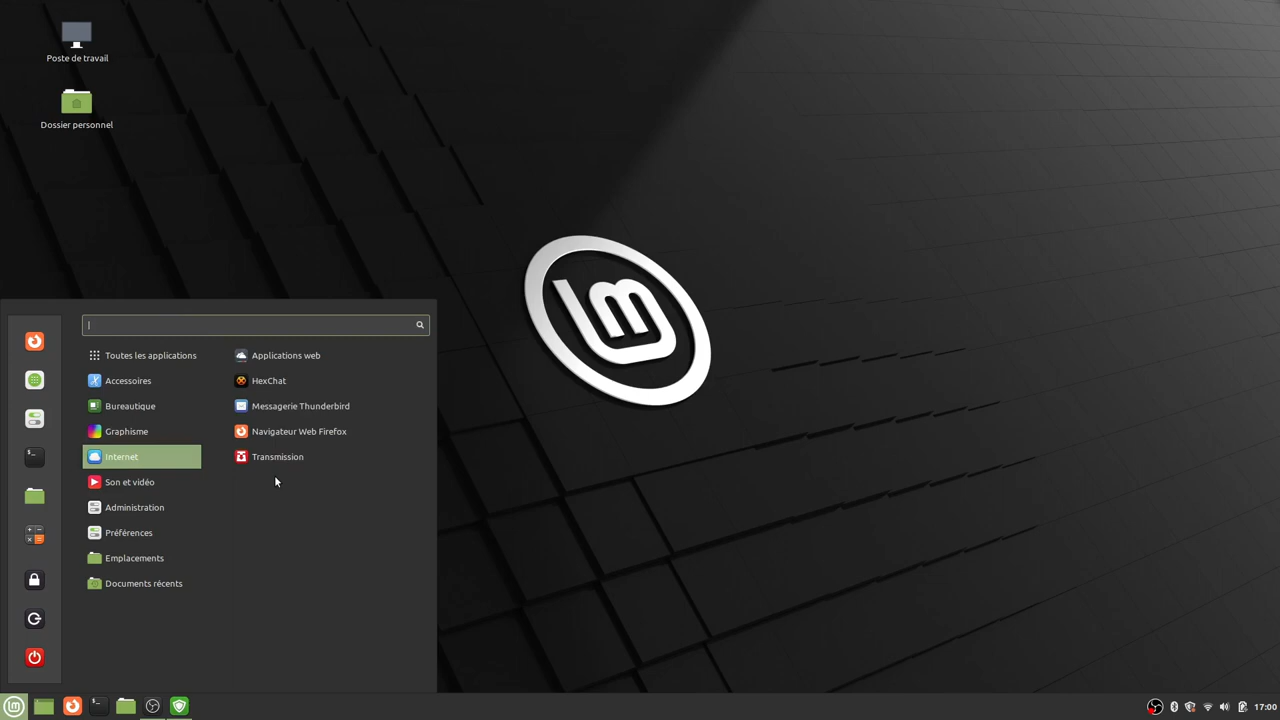 Poste de travail
Dossier personnel
Toutes les applications
Accessoires
Bureautique
Graphisme
Internet
Son et vidéo
Administration
Préférences
Emplacements
Documents récents
Applications web
HexChat
Messagerie Thunderbird
Navigateur Web Firefox
Transmission
17:00